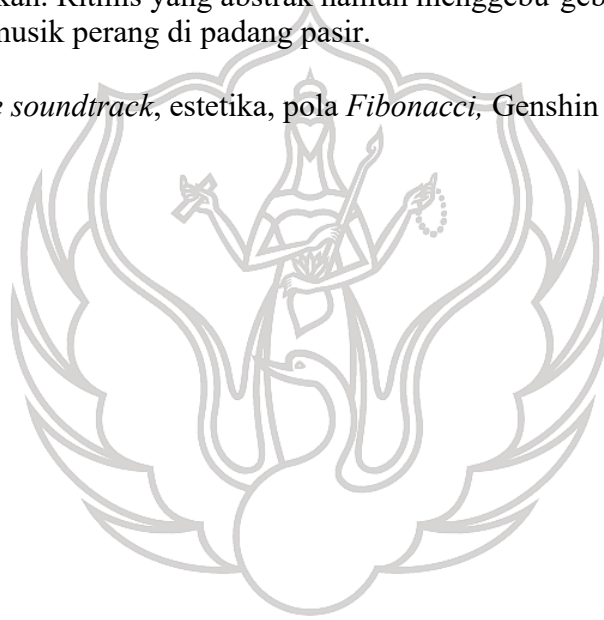 kan. Ritmis yang abstrak namun menggebu-geb
musik perang di padang pasir.
e soundtrack, estetika, pola Fibonacci, Genshin